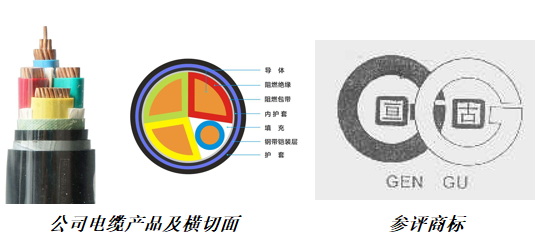 导体
阻燃绝缘
阻燃包带
内护套
填充
钢带铠装层
护套
亘 古
GEN GU
公司电缆产品及横切面
参评商标